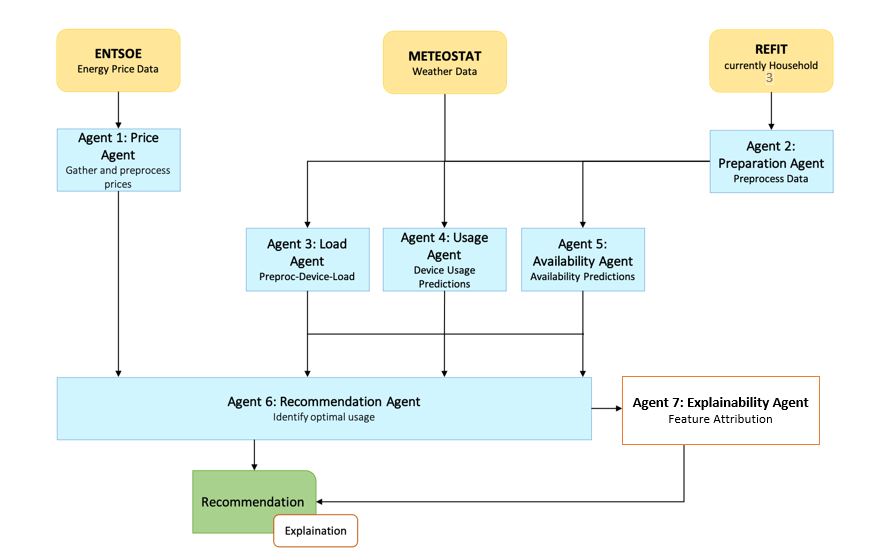 ENTSOE
Energy Price Data
METEOSTAT
Weather Data
REFIT
currently Household
3
Agent 1: Price
Agent
Gather and preprocess
prices
Agent 2:
Preparation Agent
Preprocess Data
Agent 3: Load
Agent
Preproc-Device-Load
Agent 4: Usage
Agent
Device Usage
Predictions
Agent 5:
Availability Agent
Availability Predictions
Agent 6: Recommendation Agent
Identify optimal usage
Agent 7: Explainability Agent
Feature Attribution
Recommendation
Explaination